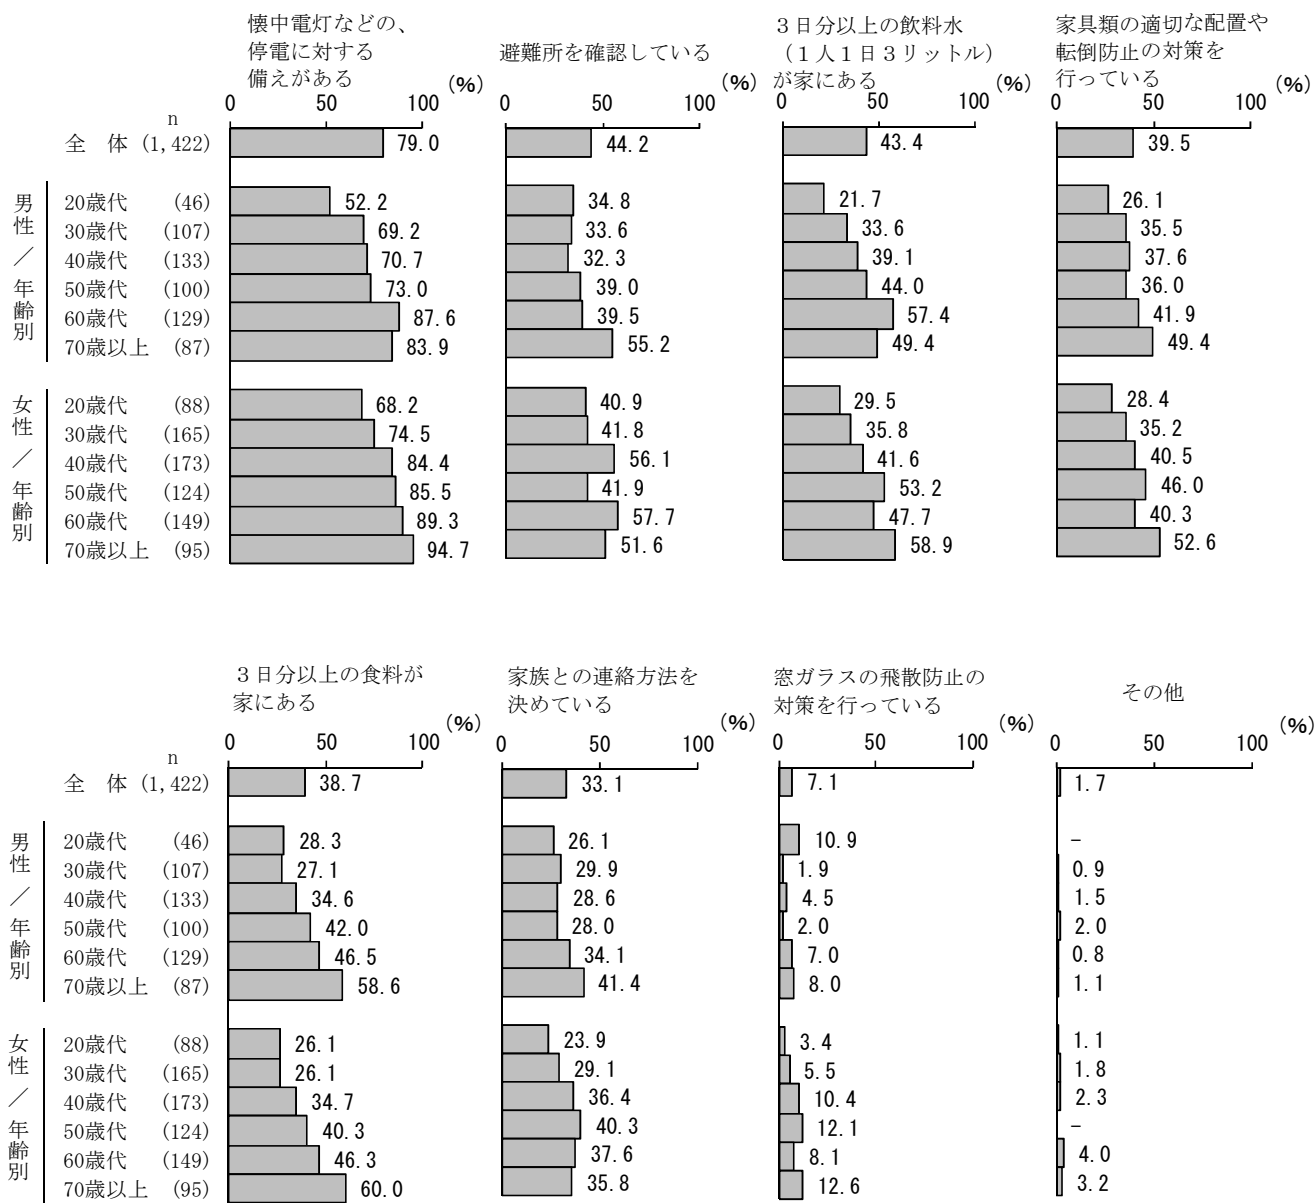 懐中電灯などの、
停電に対する
備えがある
避難所を確認している
３日分以上の飲料水
（１人１日３リットル）
が家にある
家具類の適切な配置や
転倒防止の対策を
行っている
(%) (%) (%) (%)
0 50 100 0 50 100 0 50 100 0 50 100
n
全 体 (1,422) 79.0 44.2 43.4 39.5
男性／年齢別
20歳代 (46) 52.2 34.8 21.7 26.1
30歳代 (107) 69.2 33.6 33.6 35.5
40歳代 (133) 70.7 32.3 39.1 37.6
50歳代 (100) 73.0 39.0 44.0 36.0
60歳代 (129) 87.6 39.5 57.4 41.9
70歳以上 (87) 83.9 55.2 49.4 49.4
女性／年齢別
20歳代 (88) 68.2 40.9 29.5 28.4
30歳代 (165) 74.5 41.8 35.8 35.2
40歳代 (173) 84.4 56.1 41.6 40.5
50歳代 (124) 85.5 41.9 53.2 46.0
60歳代 (149) 89.3 57.7 47.7 40.3
70歳以上 (95) 94.7 51.6 58.9 52.6
３日分以上の食料が
家にある
家族との連絡方法を
決めている
窓ガラスの飛散防止の
対策を行っている
その他
(%) (%) (%) (%)
0 50 100 0 50 100 0 50 100 0 50 100
n
全 体 (1,422) 38.7 33.1 7.1 1.7
男性／年齢別
20歳代 (46) 28.3 26.1 10.9 -
30歳代 (107) 27.1 29.9 1.9 0.9
40歳代 (133) 34.6 28.6 4.5 1.5
50歳代 (100) 42.0 28.0 2.0 2.0
60歳代 (129) 46.5 34.1 7.0 0.8
70歳以上 (87) 58.6 41.4 8.0 1.1
女性／年齢別
20歳代 (88) 26.1 23.9 3.4 1.1
30歳代 (165) 26.1 29.1 5.5 1.8
40歳代 (173) 34.7 36.4 10.4 2.3
50歳代 (124) 40.3 40.3 12.1 -
60歳代 (149) 46.3 37.6 8.1 4.0
70歳以上 (95) 60.0 35.8 12.6 3.2